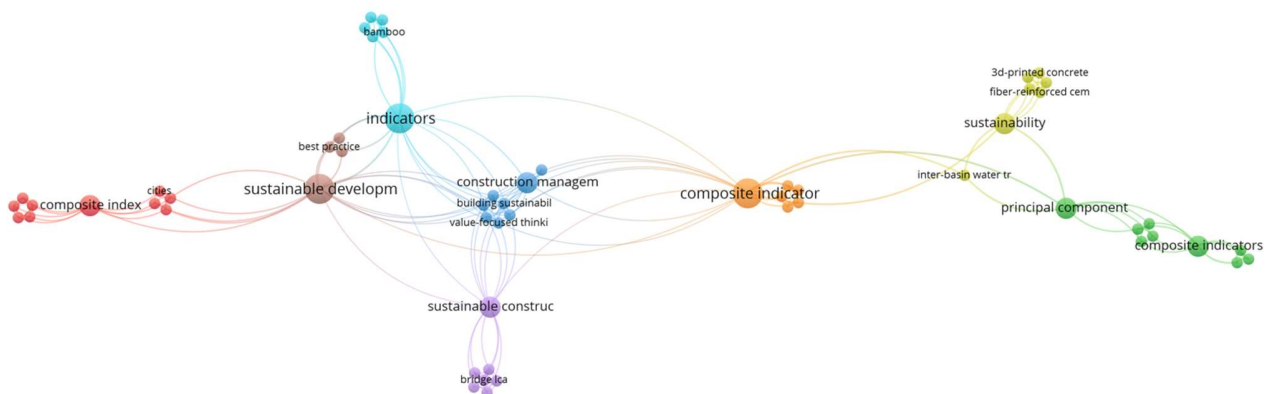 bamboo
3d-printed concrete
fiber-reinforced cem
indicators
sustainability
best practice
inter-basin water tr
construction managem
sustainable developm
cities
composite indicator
building sustainabil
composite index
principal component
value-focused thinki
composite indicators
sustainable construc
bridge lca